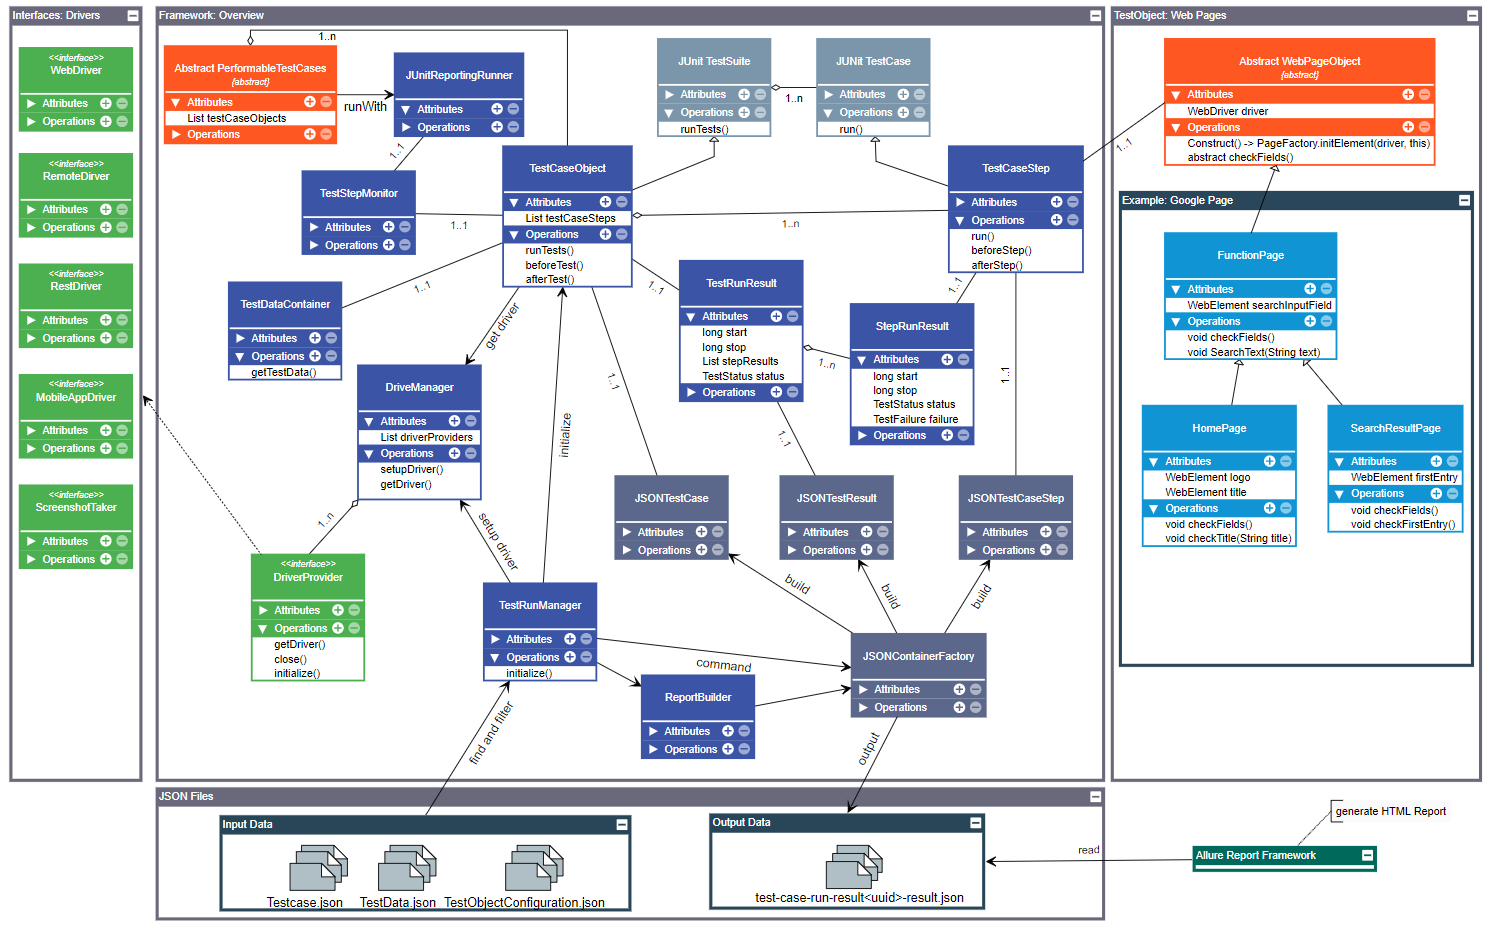 Interfaces: Drivers
<<interface>>
WebDriver
Attributes
Operations
<<interface>>
RemoteDirver
Attributes
Operations
<<interface>>
RestDriver
Attributes
Operations
<<interface>>
MobileAppDriver
Attributes
Operations
<<interface>>
ScreenshotTaker
Attributes
Operations
Framework: Overview
1..n
Abstract PerformableTestCases
{abstract}
Attributes
List testCaseObjects
Operations
runWith
JUnitReportingRunner
Attributes
Operations
1..1
TestStepMonitor
Attributes
Operations
1..1
JUnit TestSuite
Attributes
Operations
runTests()
1..n
JUNit TestCase
Attributes
Operations
run()
TestCaseObject
Attributes
List testCaseSteps
Operations
runTests()
beforeTest()
afterTest()
1..n
TestCaseStep
Attributes
Operations
run()
beforeStep()
afterStep()
1..1
TestDataContainer
Attributes
Operations
getTestData()
1..1
get driver
1..1
TestRunResult
Attributes
long start
long stop
List stepResults
TestStatus status
Operations
1..n
1..1
StepRunResult
Attributes
long start
long stop
TestStatus status
TestFailure failure
Operations
1..1
1..1
1..1
DriveManager
Attributes
List driverProviders
Operations
setupDriver()
getDriver()
initialize
1..n
setup driver
<<interface>>
DriverProvider
Attributes
Operations
getDriver()
close()
initialize()
JSONTestCase
Attributes
Operations
JSONTestResult
Attributes
Operations
JSONTestCaseStep
Attributes
Operations
build
build
build
TestRunManager
Attributes
Operations
initialize()
command
JSONContainerFactory
Attributes
Operations
ReportBuilder
Attributes
Operations
find and filter
output
TestObject: Web Pages
Abstract WebPageObject
{abstract}
Attributes
WebDriver driver
Operations
Construct() -> PageFactory.initElement(driver, this)
abstract checkFields()
Example: Google Page
FunctionPage
Attributes
WebElement searchInputField
Operations
void checkFields()
void SearchText(String text)
HomePage
Attributes
WebElement logo
WebElement title
Operations
void checkFields()
void checkTitle(String title)
SearchResultPage
Attributes
WebElement firstEntry
Operations
void checkFields()
void checkFirstEntry()
JSON Files
Input Data
Testcase.json
TestData.json
TestObjectConfiguration.json
Output Data
test-case-run-result<uuid>-result.json
read
generate HTML Report
Allure Report Framework